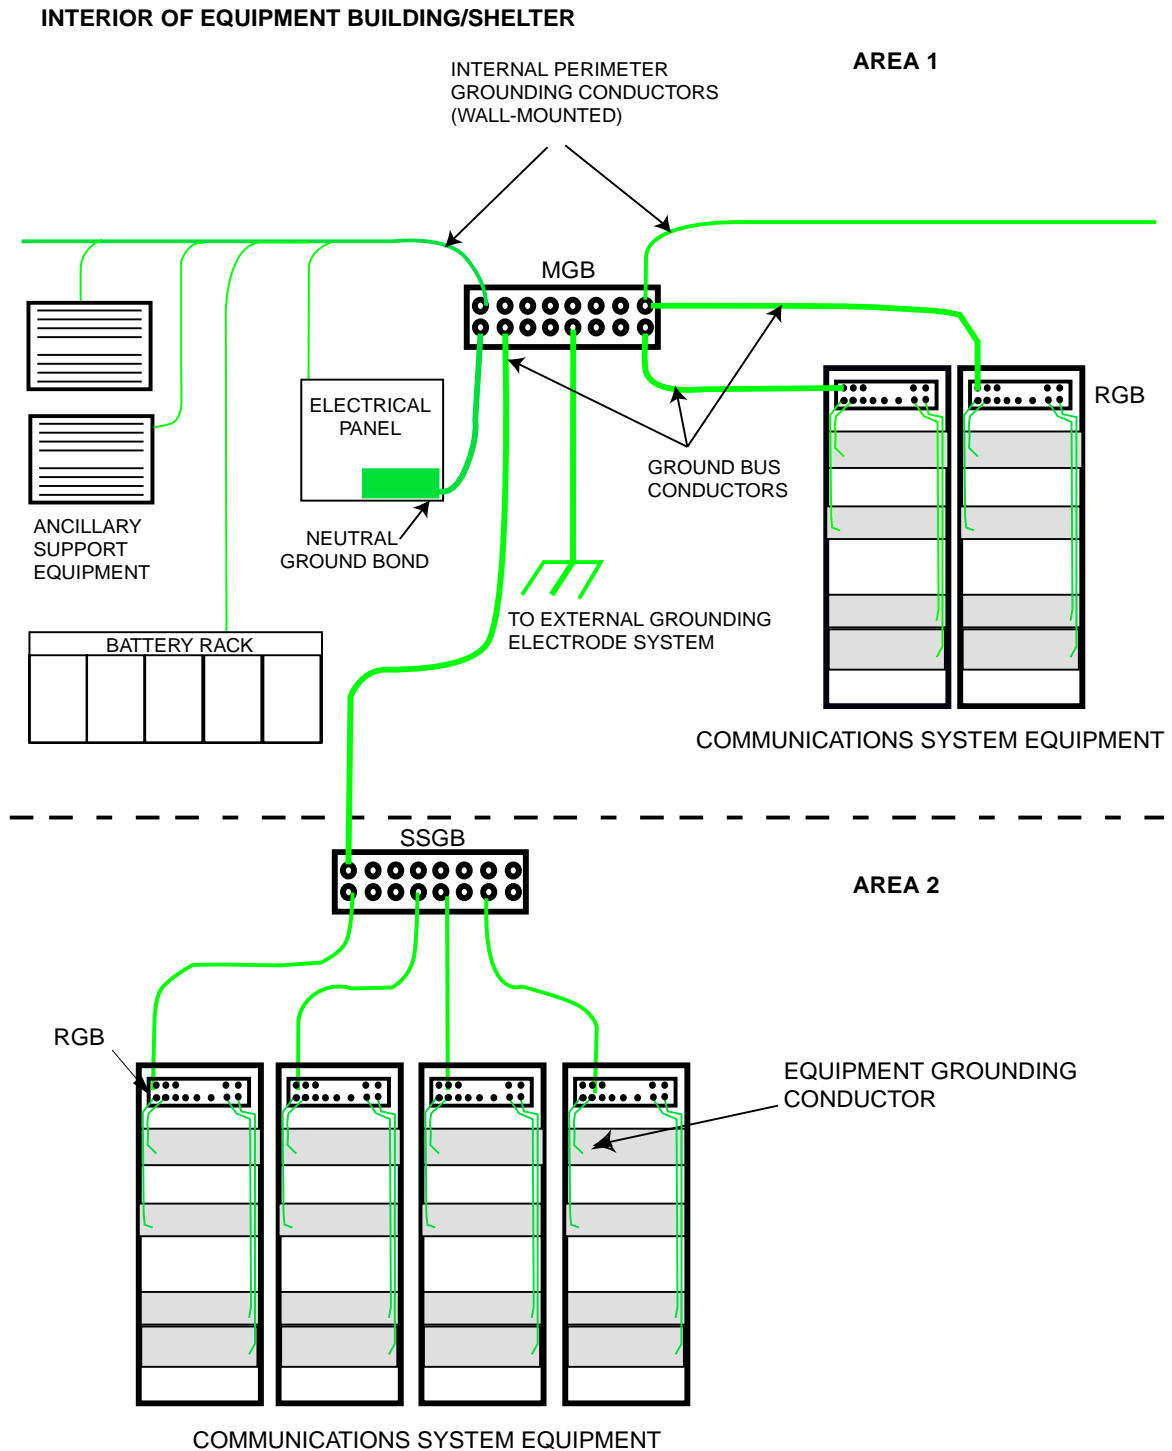 INTERIOR OF EQUIPMENT BUILDING/SHELTER
AREA 1
INTERNAL PERIMETER
GROUNDING CONDUCTORS
(WALL-MOUNTED)
MGB
RGB
ELECTRICAL
PANEL
GROUND BUS
CONDUCTORS
ANCILLARY
SUPPORT
EQUIPMENT
NEUTRAL
GROUND BOND
TO EXTERNAL GROUNDING
ELECTRODE SYSTEM
BATTERY RACK
COMMUNICATIONS SYSTEM EQUIPMENT
SSGB
AREA 2
RGB
EQUIPMENT GROUNDING
CONDUCTOR
COMMUNICATIONS SYSTEM EQUIPMENT